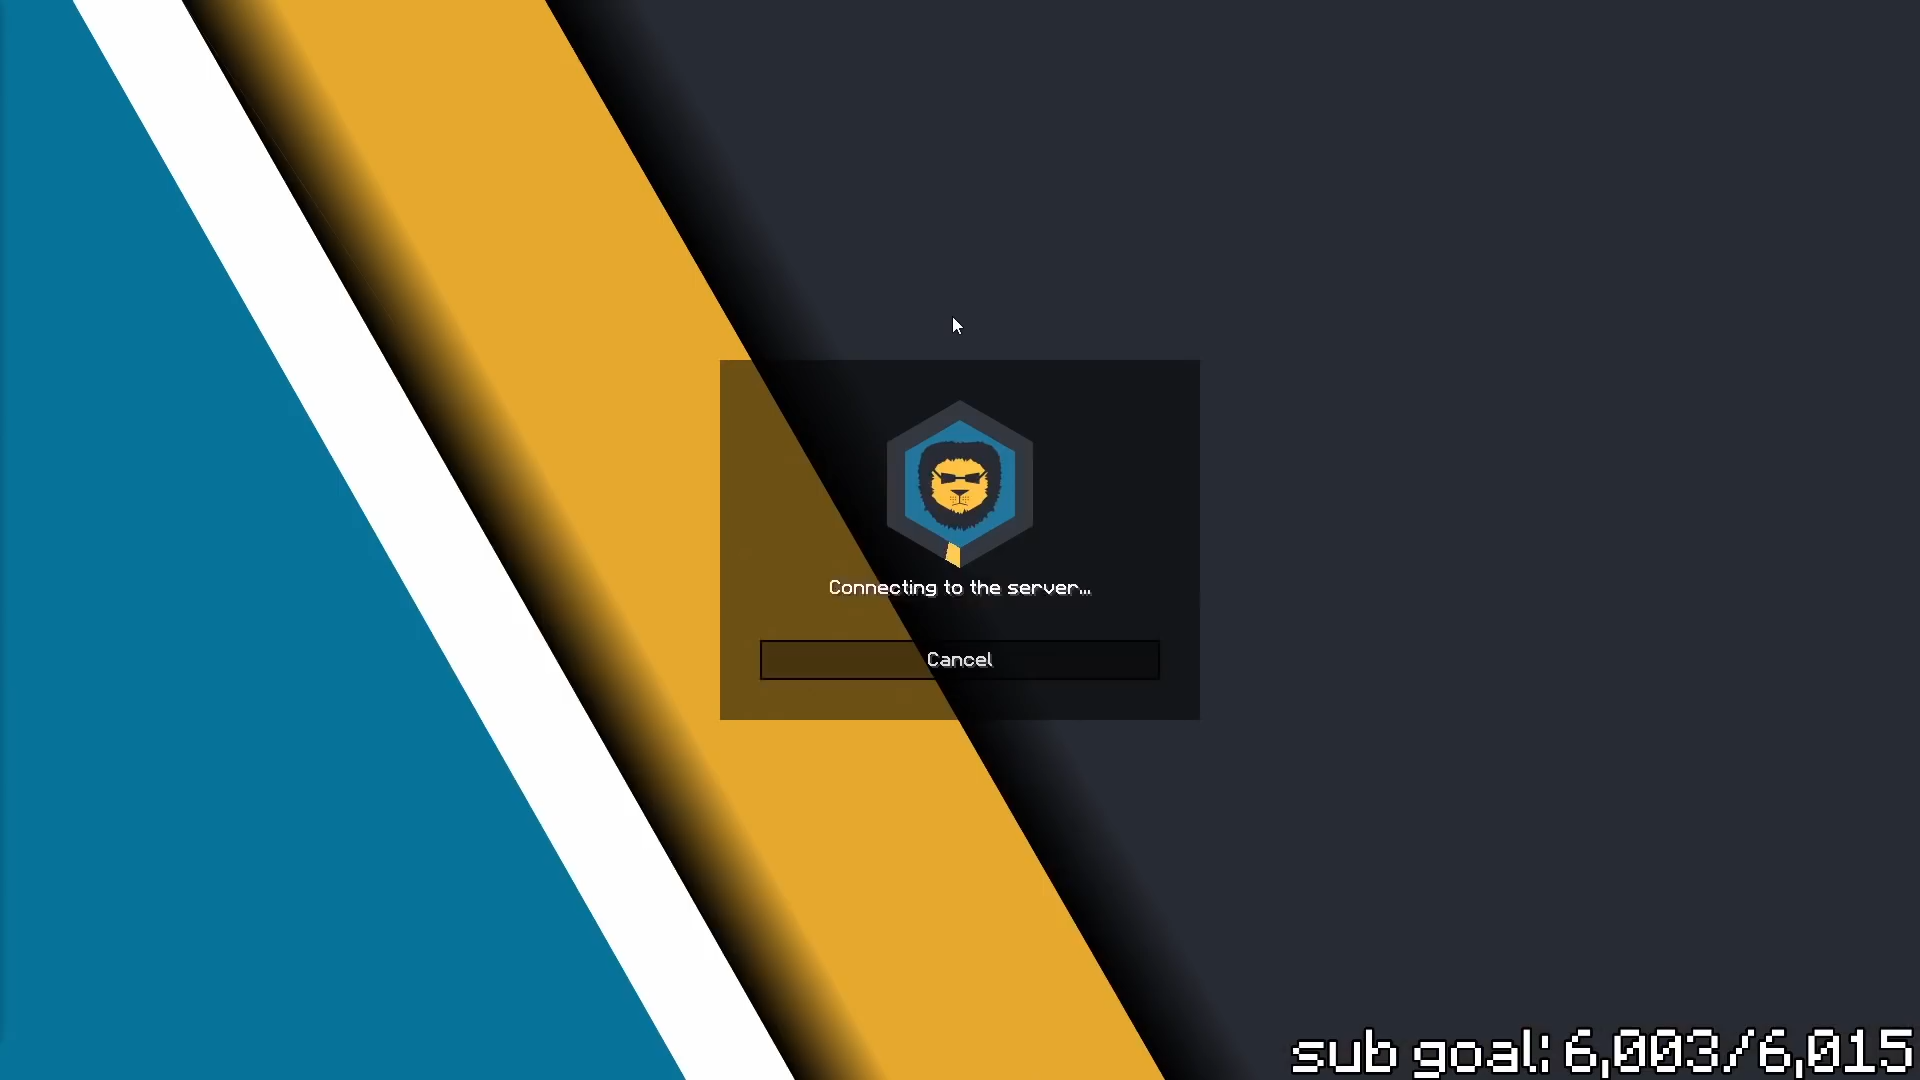 Connecting to the server...
Cancel
sub goal: 6,003/6,015